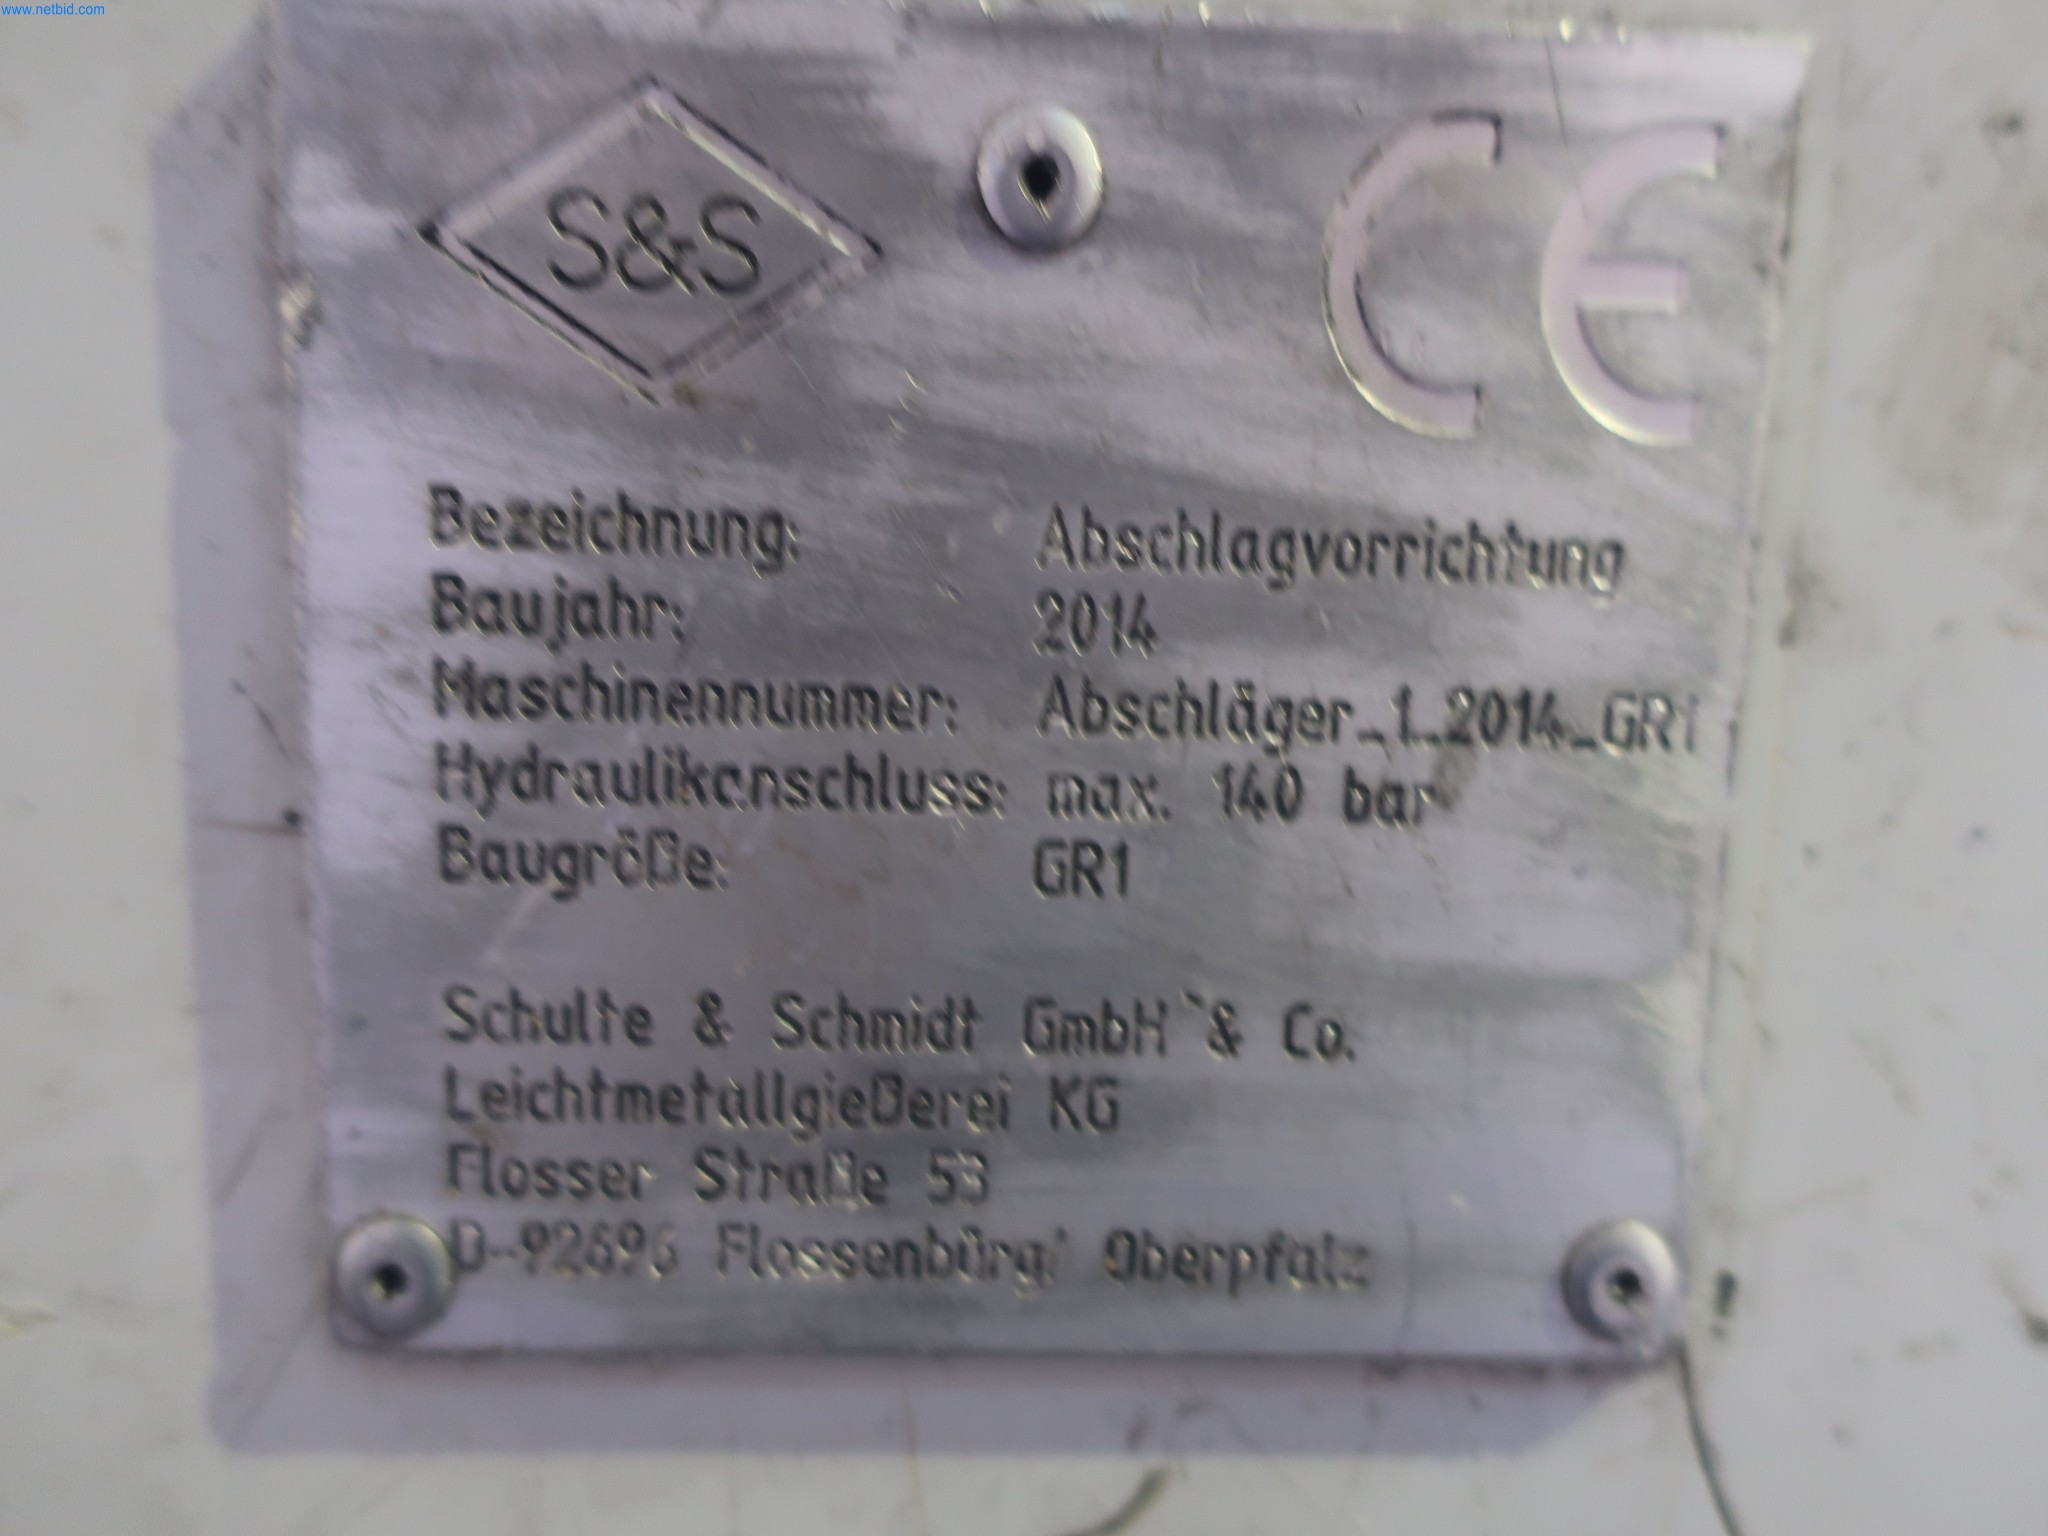 www.netbid.com
S&S
CE
Bezeichnung: Abschlagvorrichtung
Baujahr: 2014
Maschinennummer: Abschläger_1_2014_GR1
Hydraulikanschluss: max. 140 bar
Baugröße: GR1
Schulte & Schmidt GmbH & Co.
Leichtmetallgießerei KG
Flosser Straße 53
D-92696 Flossenbürg/ Oberpfalz